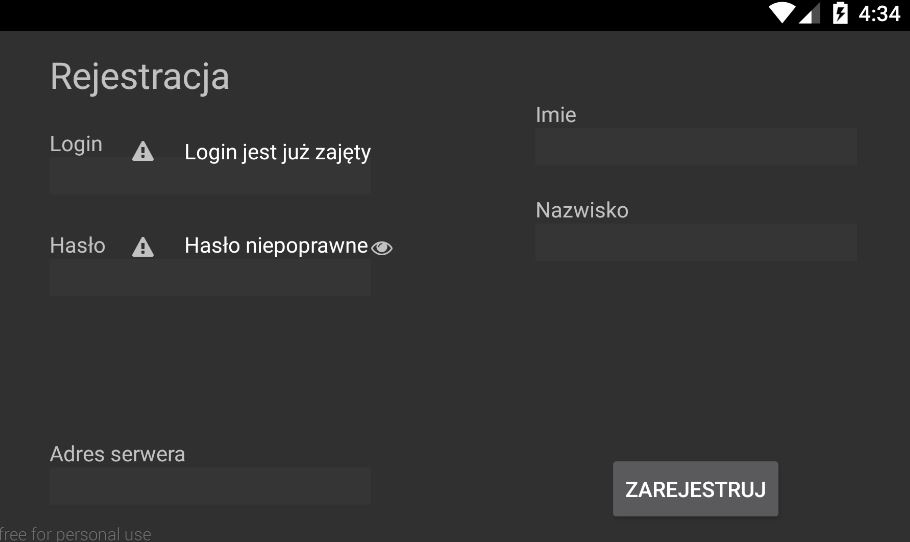 4:34
Rejestracja
Login
Login jest już zajęty
Hasło
Hasło niepoprawne
Adres serwera
Imie
Nazwisko
ZAREJESTRUJ
free for personal use